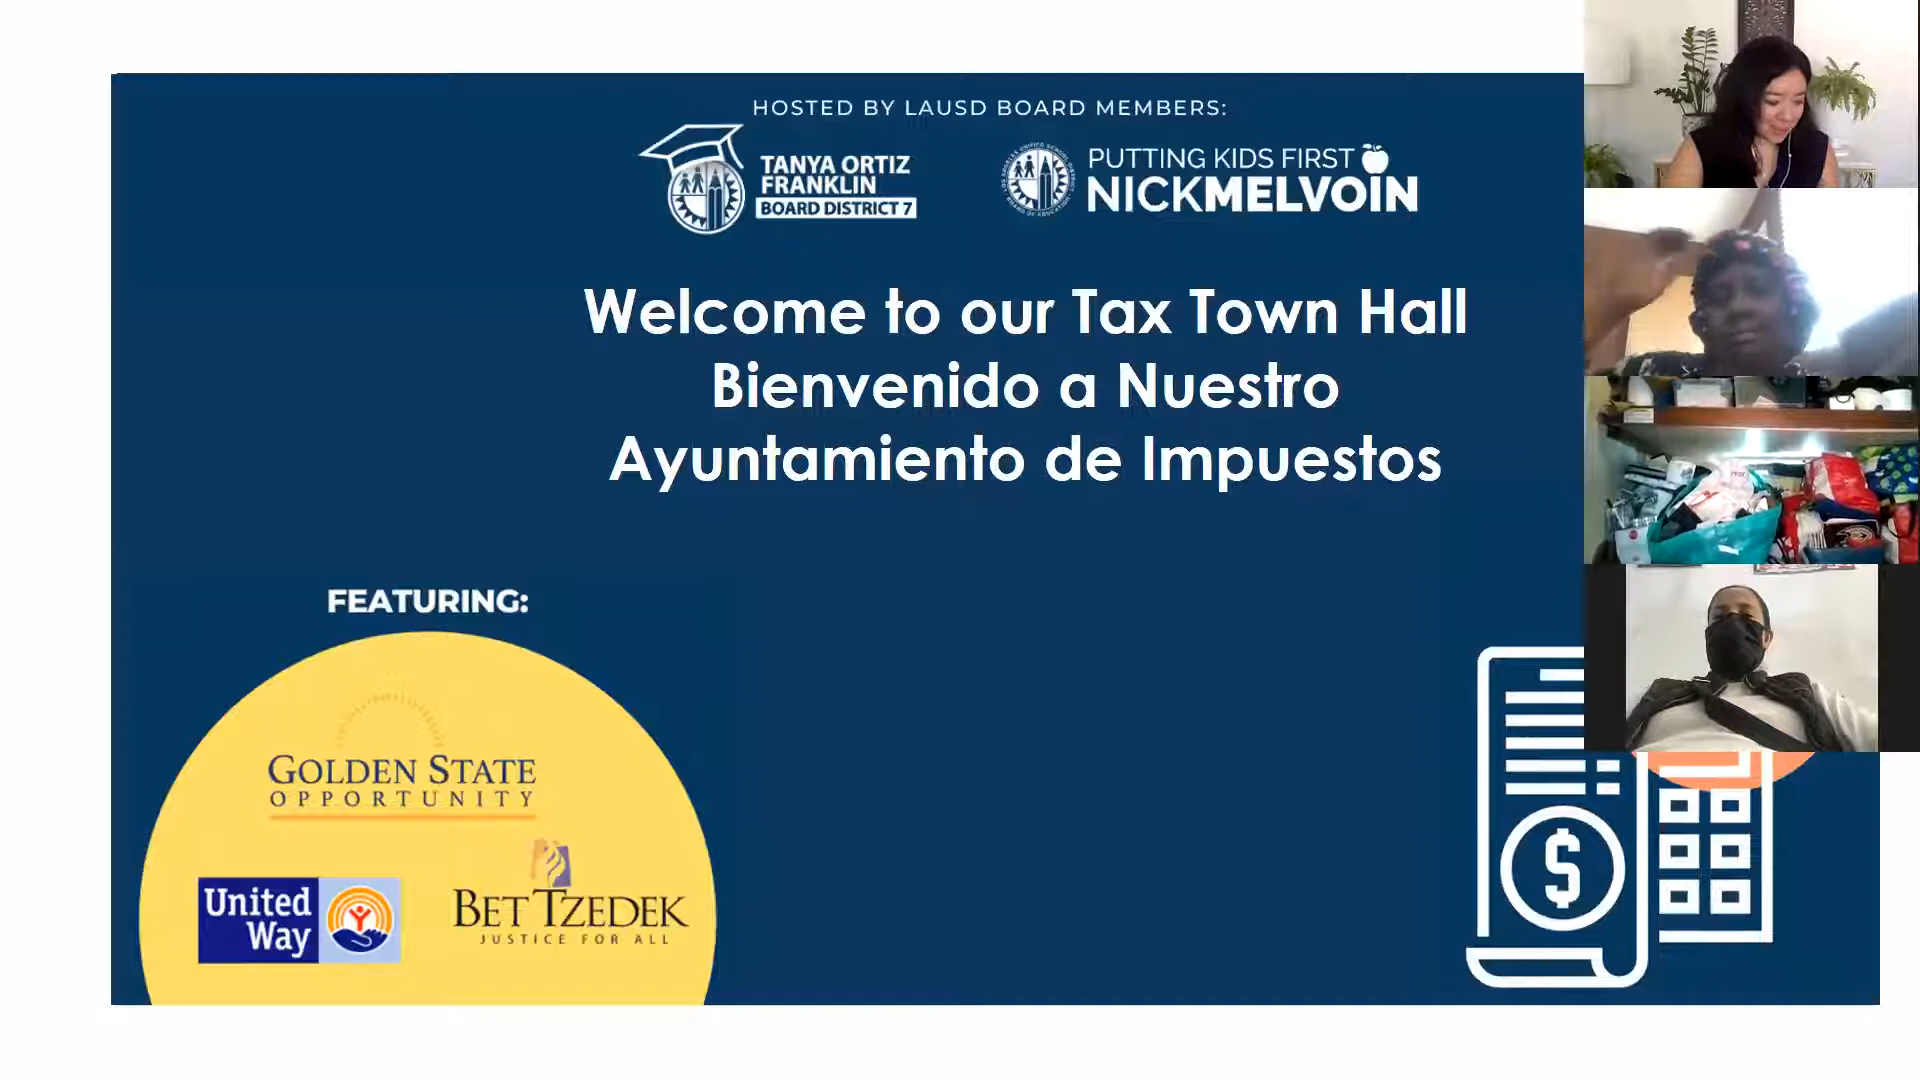 HOSTED BY LAUSD BOARD MEMBERS:
TANYA ORTIZ
FRANKLIN
BOARD DISTRICT 7
PUTTING KIDS FIRST
NICKMELVOIN
Welcome to our Tax Town Hall
Bienvenido a Nuestro
Ayuntamiento de Impuestos
FEATURING:
GOLDEN STATE
OPPORTUNITY
United
Way
BET TZEDEK
JUSTICE FOR ALL
$